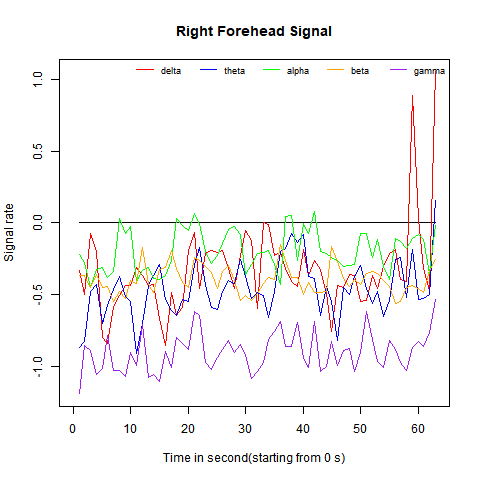 Right Forehead Signal
delta theta alpha beta gamma
Signal rate
1.0
0.5
0.0
-0.5
-1.0
0 10 20 30 40 50 60
Time in second(starting from 0 s)